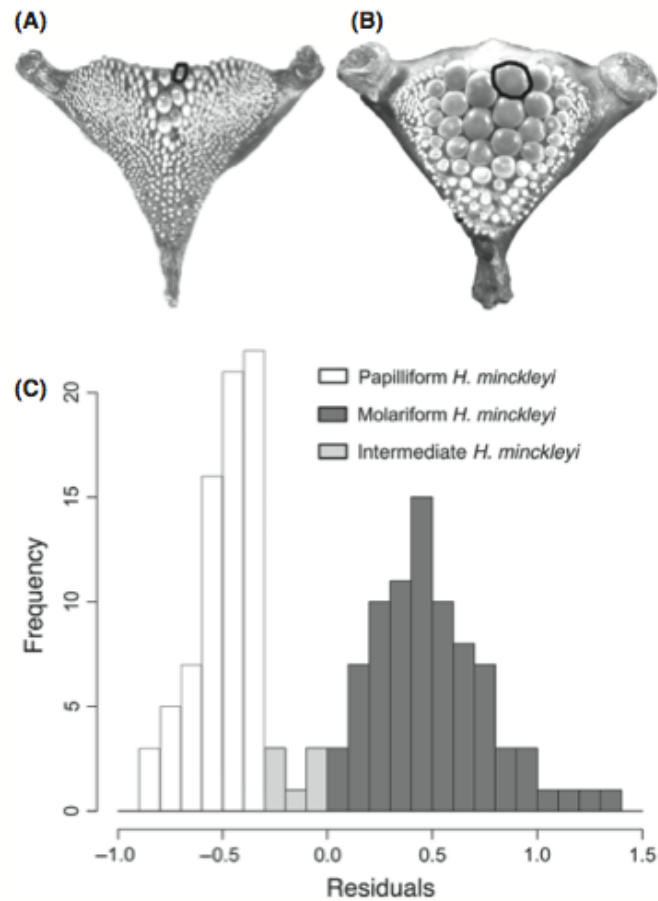 (A)
(B)
(C)
Papilliform H. minckleyi
Molariform H. minckleyi
Intermediate H. minckleyi
Frequency
20
15
10
5
0
−1.0 −0.5 0.0 0.5 1.0 1.5
Residuals